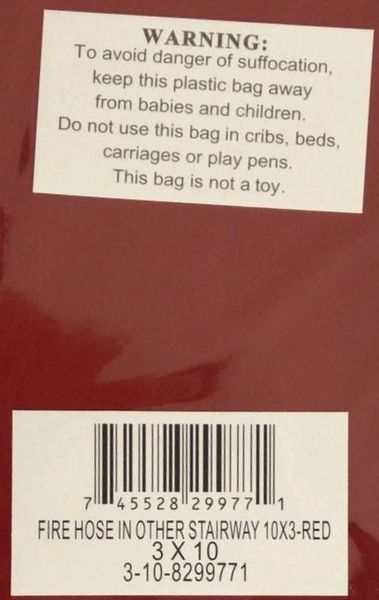 WARNING:
To avoid danger of suffocation,
keep this plastic bag away
from babies and children.
Do not use this bag in cribs, beds,
carriages or play pens.
This bag is not a toy.
7 45528 29977 1
FIRE HOSE IN OTHER STAIRWAY 10X3-RED
3 X 10
3-10-8299771